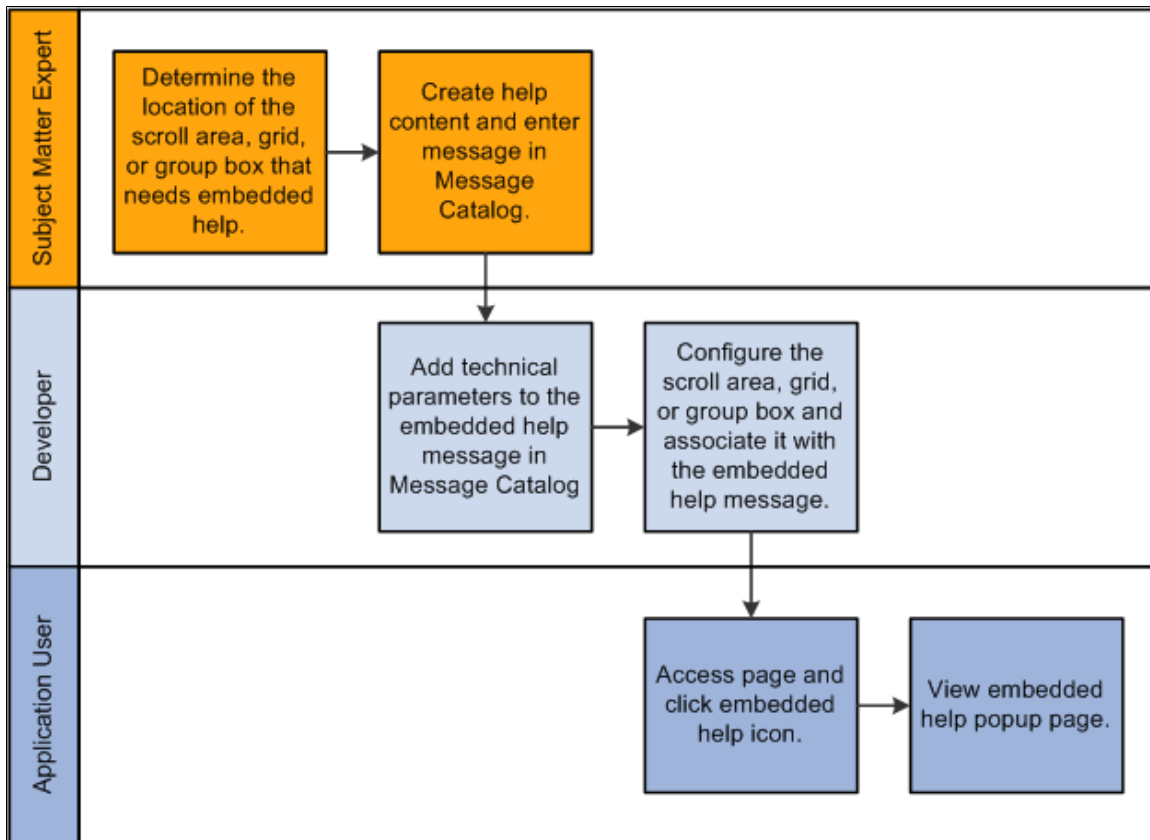 Subject Matter Expert
Determine the
location of the
scroll area, grid,
or group box that
needs embedded
help.
Create help
content and enter
message in
Message
Catalog.
Developer
Add technical
parameters to the
embedded help
message in
Message Catalog
Configure the
scroll area, grid,
or group box and
associate it with
the embedded
help message.
Application User
Access page and
click embedded
help icon.
View embedded
help popup page.